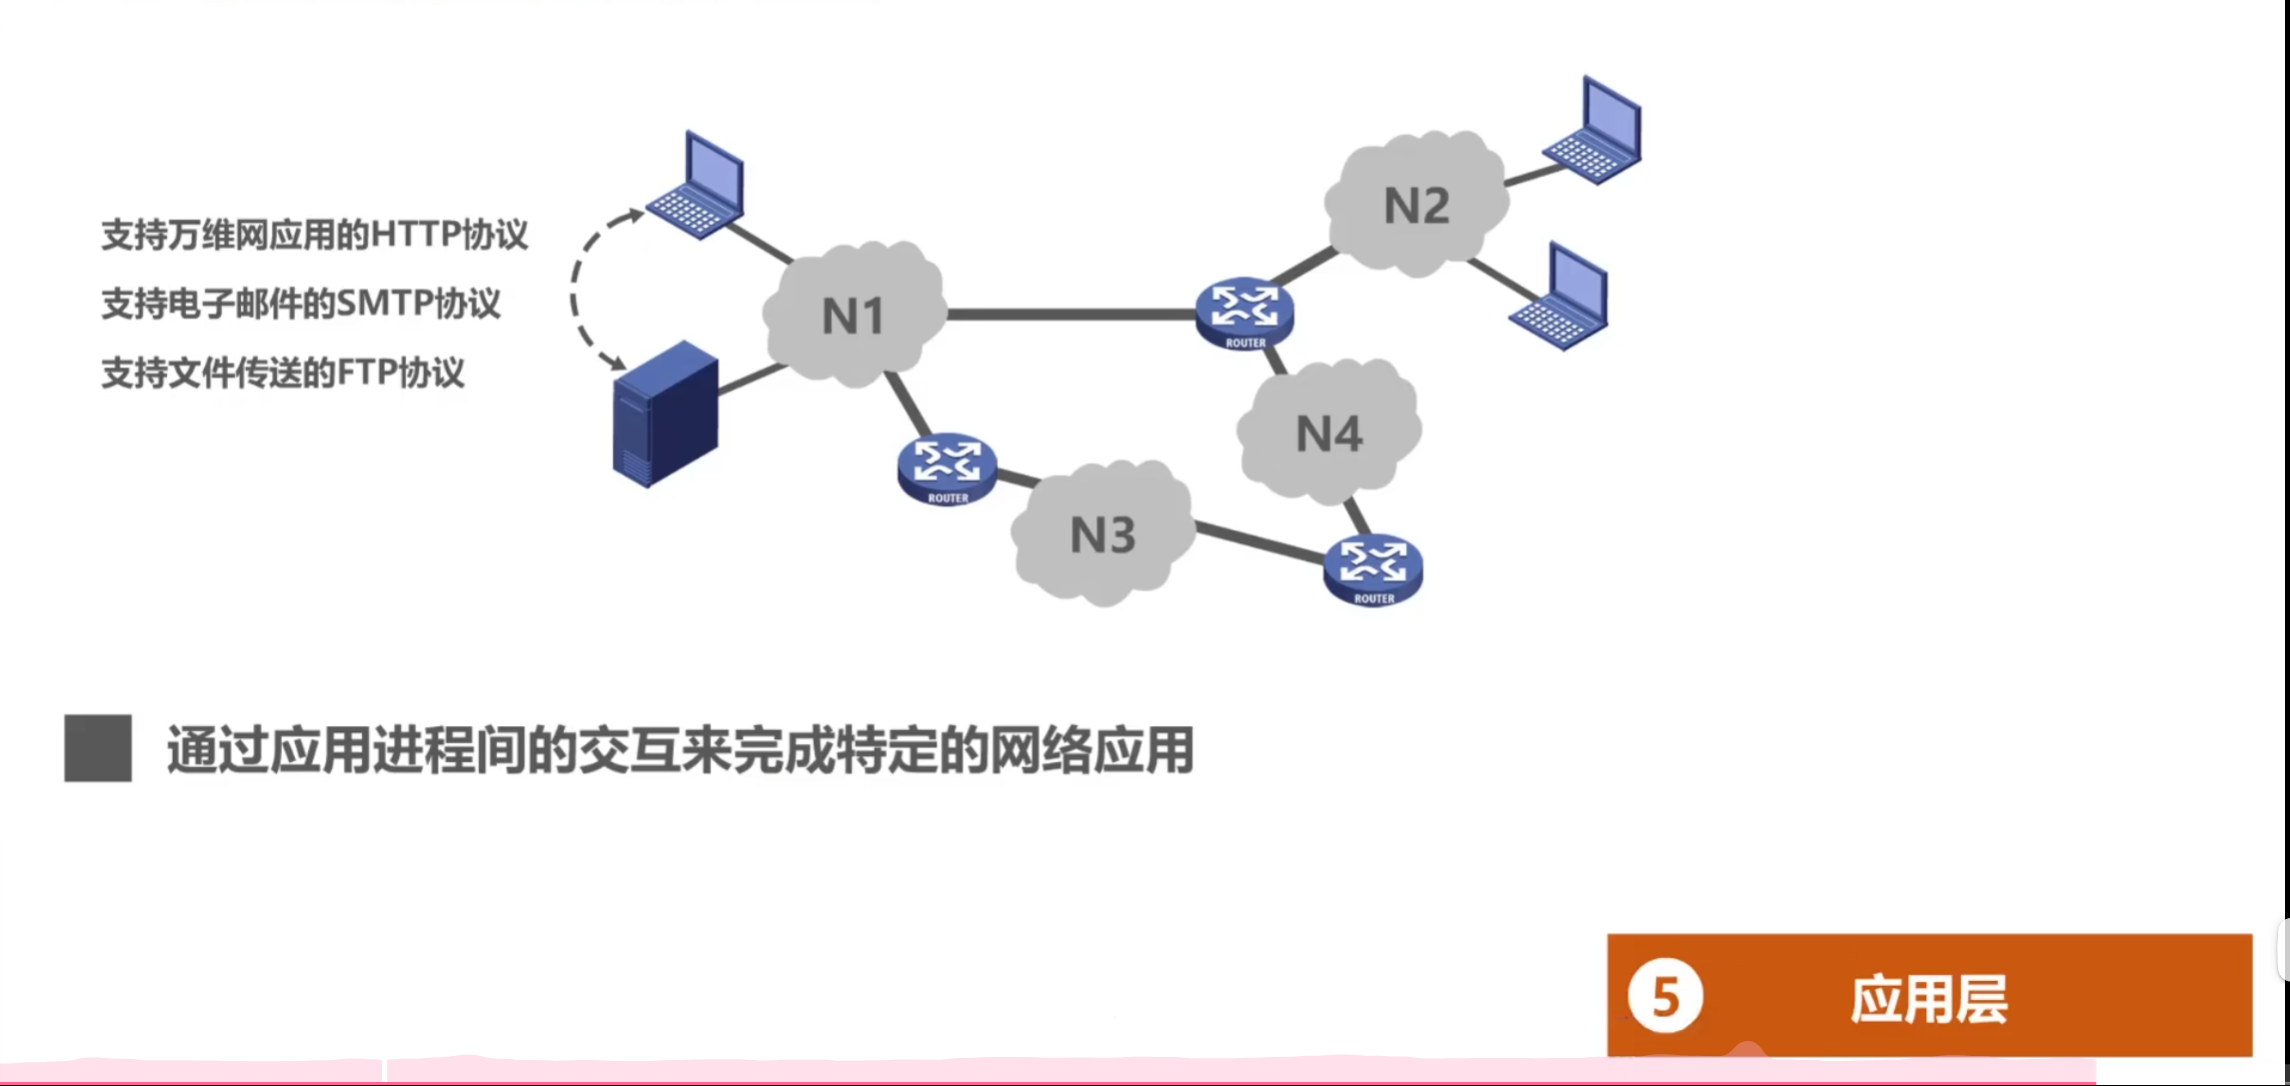 支持万维网应用的HTTP协议
支持电子邮件的SMTP协议
支持文件传送的FTP协议
N1
N2
ROUTER
N4
ROUTER
N3
ROUTER
通过应用进程间的交互来完成特定的网络应用
5 应用层